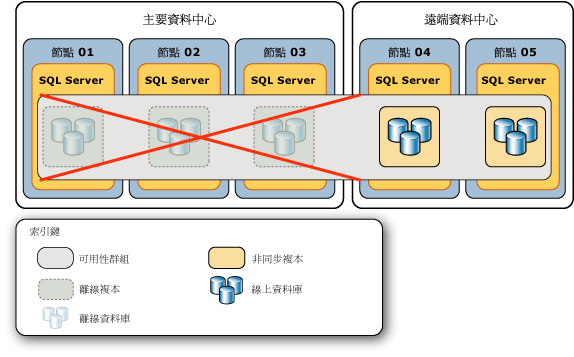 主要資料中心
遠端資料中心
節點 01
節點 02
節點 03
節點 04
節點 05
SQL Server
SQL Server
SQL Server
SQL Server
SQL Server
索引鍵
可用性群組
非同步複本
離線複本
線上資料庫
離線資料庫